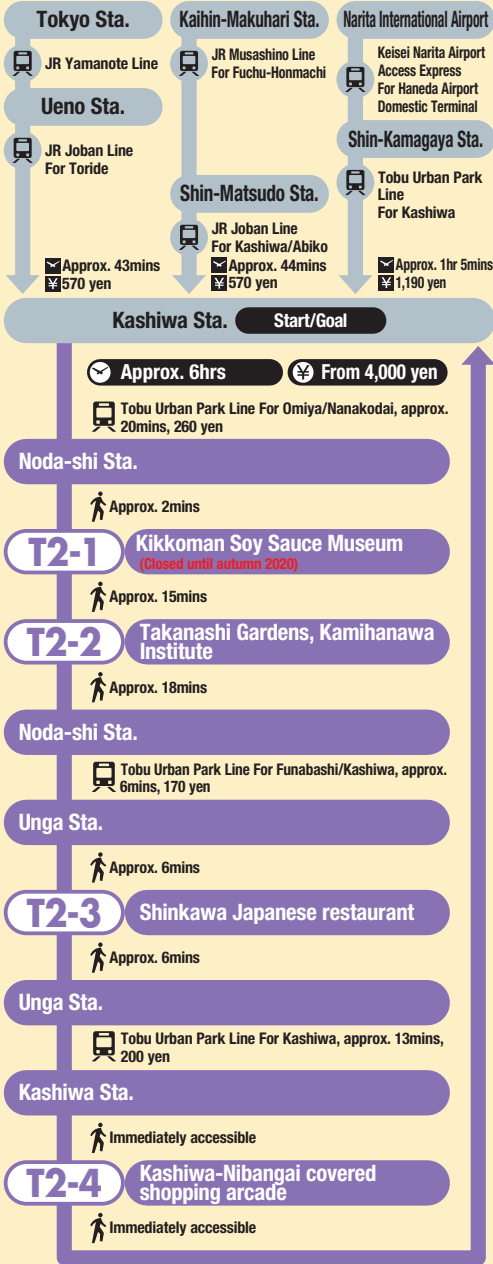 Tokyo Sta.
JR Yamanote Line
Ueno Sta.
JR Joban Line
For Toride
Approx. 43mins
¥ 570 yen
Kaihin-Makuhari Sta.
JR Musashino Line
For Fuchu-Honmachi
Shin-Matsudo Sta.
JR Joban Line
For Kashiwa/Abiko
Approx. 44mins
¥ 570 yen
Narita International Airport
Keisei Narita Airport
Access Express
For Haneda Airport
Domestic Terminal
Shin-Kamagaya Sta.
Tobu Urban Park
Line
For Kashiwa
Approx. 1hr 5mins
¥ 1,190 yen
Kashiwa Sta. Start/Goal
Approx. 6hrs ¥ From 4,000 yen
Tobu Urban Park Line For Omiya/Nanakodai, approx.
20mins, 260 yen
Noda-shi Sta.
Approx. 2mins
T2-1 Kikkoman Soy Sauce Museum
(Closed until autumn 2020)
Approx. 15mins
T2-2 Takanashi Gardens, Kamihanawa
Institute
Approx. 18mins
Noda-shi Sta.
Tobu Urban Park Line For Funabashi/Kashiwa, approx.
6mins, 170 yen
Unga Sta.
Approx. 6mins
T2-3 Shinkawa Japanese restaurant
Approx. 6mins
Unga Sta.
Tobu Urban Park Line For Kashiwa, approx. 13mins,
200 yen
Kashiwa Sta.
Immediately accessible
T2-4 Kashiwa-Nibangai covered
shopping arcade
Immediately accessible